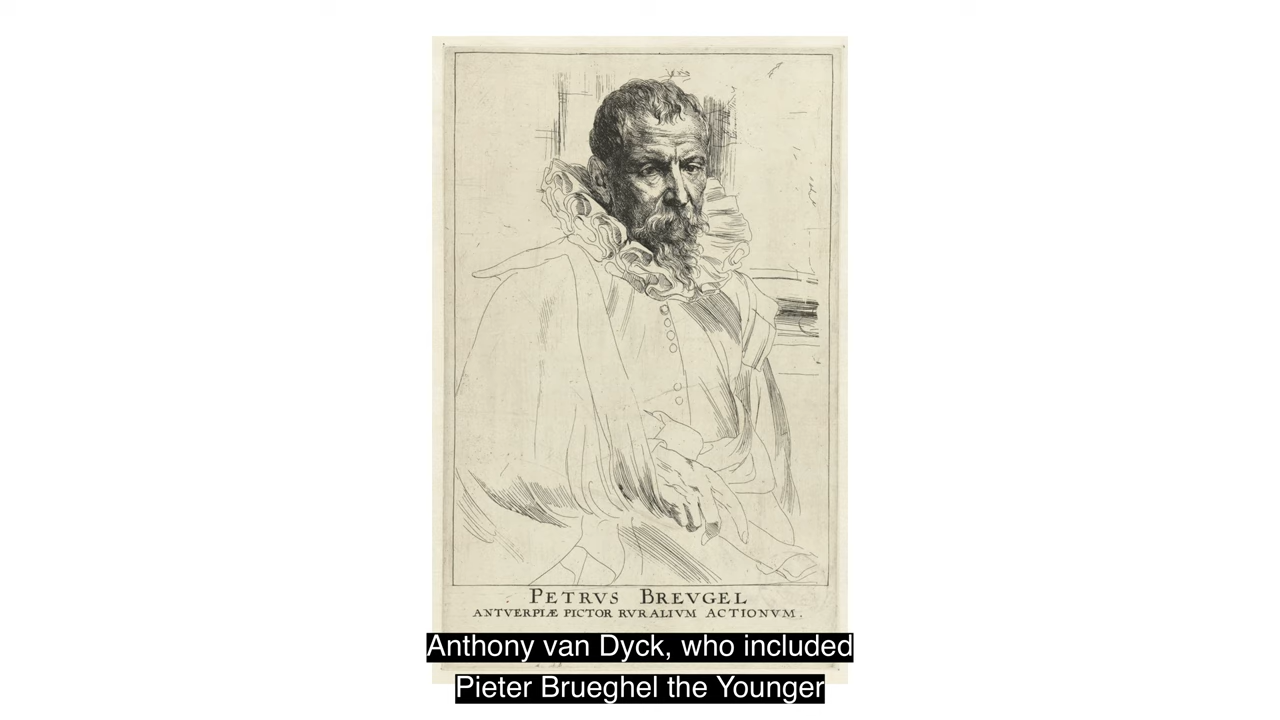 PETRVS BREVGEL
ANTVERPIÆ PICTOR RVRALIVM ACTIONVM.
Anthony van Dyck, who included
Pieter Brueghel the Younger